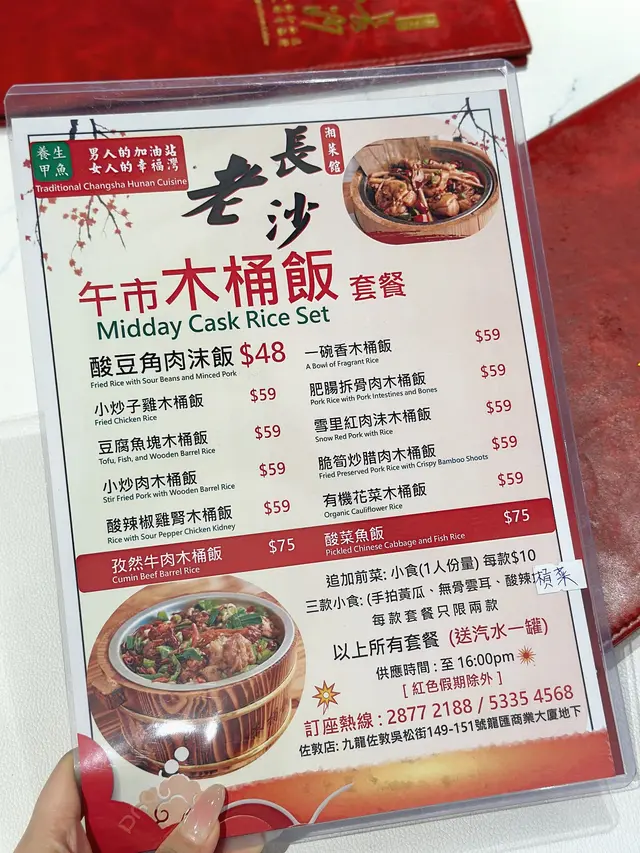 養生
甲魚
男人的加油站
女人的幸福灣
Traditional Changsha Hunan Cuisine
老長沙
湘菜館
午市木桶飯 套餐
Midday Cask Rice Set
酸豆角肉沫飯 $48
Fried Rice with Sour Beans and Minced Pork
小炒子雞木桶飯 $59
Fried Chicken Rice
豆腐魚塊木桶飯 $59
Tofu, Fish, and Wooden Barrel Rice
小炒肉木桶飯 $59
Stir Fried Pork with Wooden Barrel Rice
酸辣椒雞腎木桶飯 $59
Rice with Sour Pepper Chicken Kidney
孜然牛肉木桶飯 $75
Cumin Beef Barrel Rice
一碗香木桶飯 $59
A Bowl of Fragrant Rice
肥腸拆骨肉木桶飯 $59
Pork Rice with Pork Intestines and Bones
雪里紅肉沫木桶飯 $59
Snow Red Pork with Rice
脆筍炒腊肉木桶飯 $59
Fried Preserved Pork Rice with Crispy Bamboo Shoots
有機花菜木桶飯 $59
Organic Cauliflower Rice
酸菜魚飯 $75
Pickled Chinese Cabbage and Fish Rice
追加前菜: 小食(1人份量) 每款$10
三款小食: (手拍黃瓜、無骨雲耳、酸辣
每款套餐只限兩款
以上所有套餐 (送汽水一罐)
供應時間 : 至 16:00pm
[ 紅色假期除外 ]
訂座熱線 : 2877 2188 / 5335 4568
佐敦店: 九龍佐敦吳松街149-151號龍匯商業大廈地下